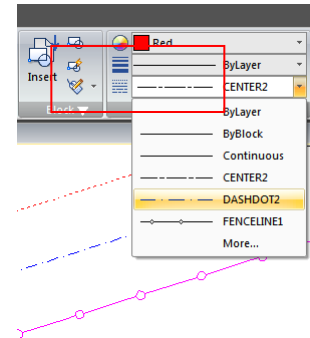 Red
Insert
ByLayer
CENTER2
Block
ByLayer
ByBlock
Continuous
CENTER2
DASHDOT2
FENCELINE1
More...